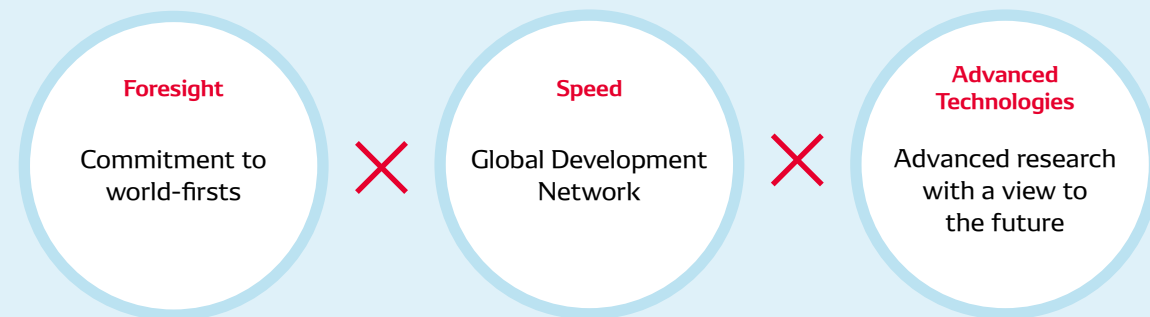 Foresight
Commitment to
world-firsts
Speed
Global Development
Network
Advanced
Technologies
Advanced research
with a view to
the future